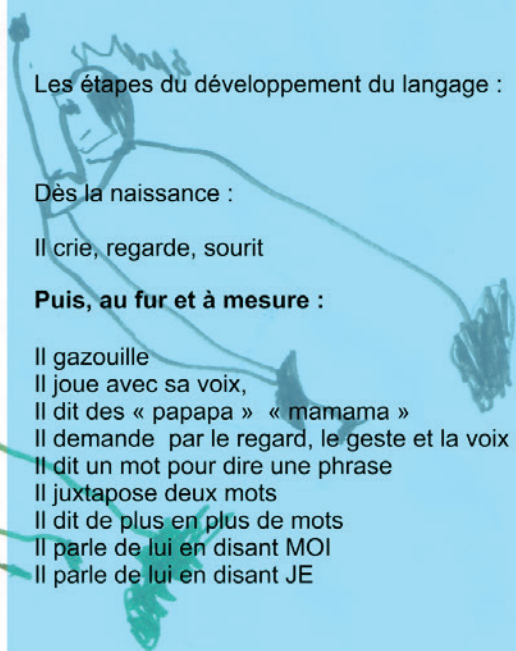 Les étapes du développement du langage :
Dès la naissance :
Il crie, regarde, sourit
Puis, au fur et à mesure :
Il gazouille
Il joue avec sa voix,
Il dit des « papapa »  « mamama »
Il demande  par le regard, le geste et la voix
Il dit un mot pour dire une phrase
Il juxtapose deux mots
Il dit de plus en plus de mots
Il parle de lui en disant MOI
Il parle de lui en disant JE